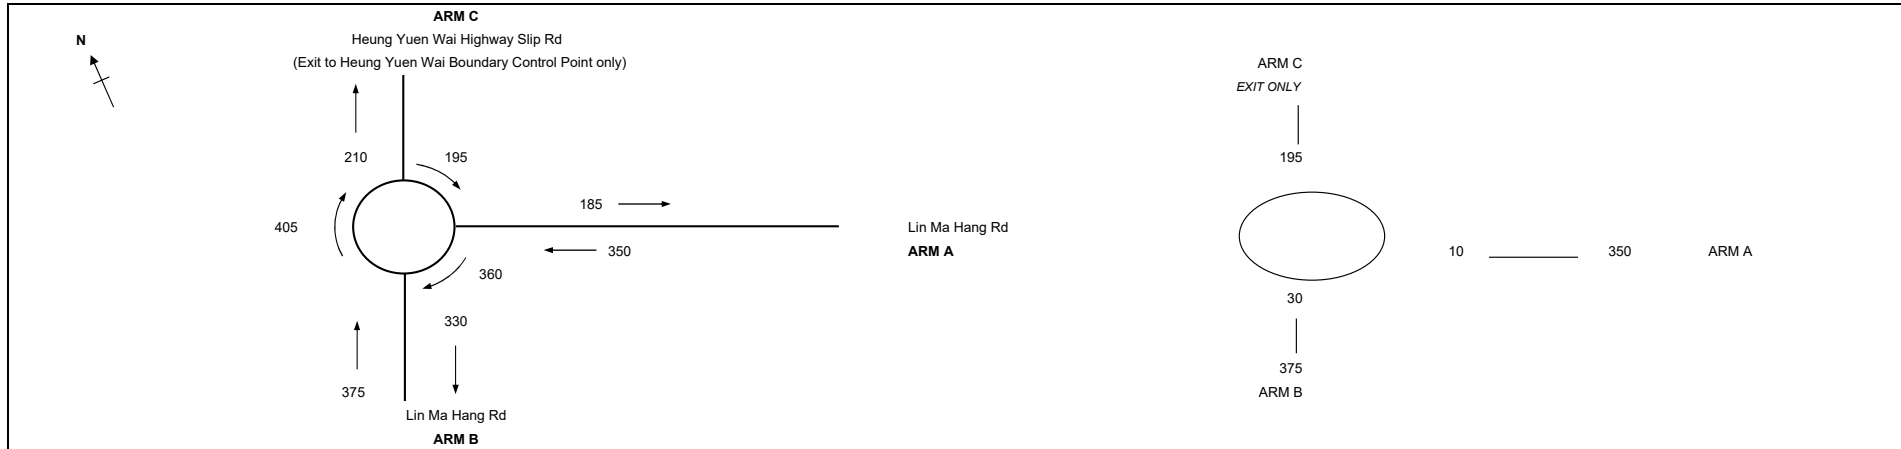 ARM C
N
Heung Yuen Wai Highway Slip Rd
(Exit to Heung Yuen Wai Boundary Control Point only)
210
195
405
185
350
360
330
375
Lin Ma Hang Rd
ARM A
Lin Ma Hang Rd
ARM B
ARM C
EXIT ONLY
195
10
350
ARM A
30
375
ARM B